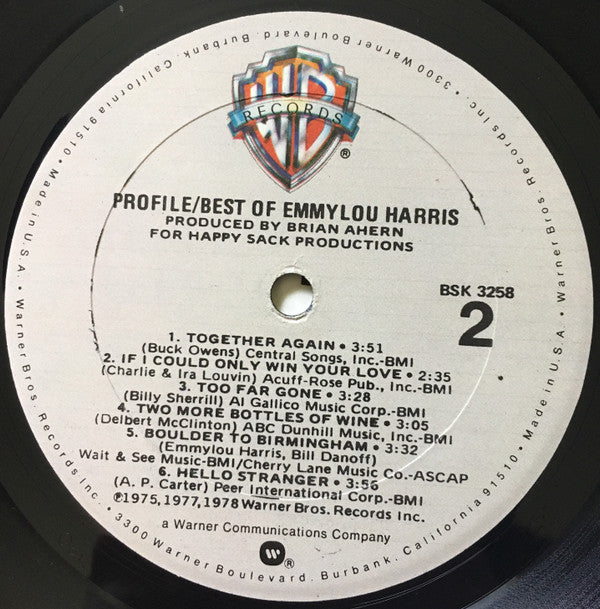 Warner Bros. Records Inc. • 3300 Warner Boulevard. Burbank. California 91510 • Made in U.S.A. • Warner Bros. Records Inc. • 3300 Warner Boulevard. Burbank. California 91510 • Made in U.S.A. •
WB
RECORDS
®
PROFILE/BEST OF EMMYLOU HARRIS
PRODUCED BY BRIAN AHERN
FOR HAPPY SACK PRODUCTIONS
BSK 3258
2
1. TOGETHER AGAIN • 3:51
(Buck Owens) Central Songs, Inc.-BMI
2. IF I COULD ONLY WIN YOUR LOVE • 2:35
(Charlie & Ira Louvin) Acuff-Rose Pub., Inc.-BMI
3. TOO FAR GONE • 3:28
(Billy Sherrill) Al Gallico Music Corp.-BMI
4. TWO MORE BOTTLES OF WINE • 3:05
(Delbert McClinton) ABC Dunhill Music, Inc.-BMI
5. BOULDER TO BIRMINGHAM • 3:32
(Emmylou Harris, Bill Danoff)
Wait & See Music-BMI/Cherry Lane Music Co.-ASCAP
6. HELLO STRANGER • 3:56
(A. P. Carter) Peer International Corp.-BMI
℗1975, 1977, 1978 Warner Bros. Records Inc.
a Warner Communications Company
W
®